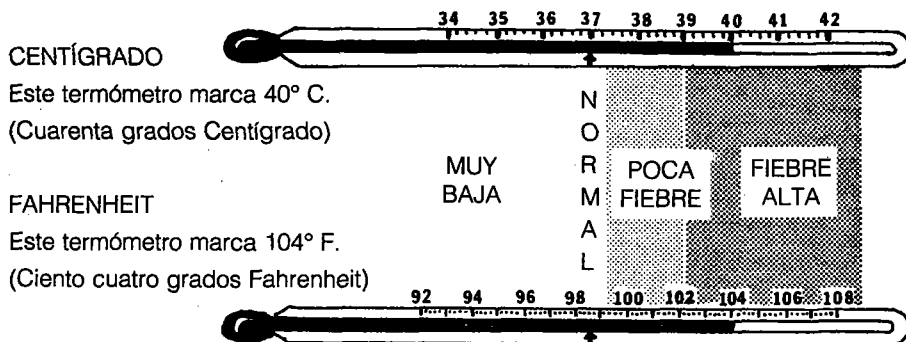 34 35 36 37 38 39 40 41 42
CENTÍGRADO
Este termómetro marca 40° C.
(Cuarenta grados Centígrado)
NORMAL
MUY
BAJA
POCA
FIEBRE
FIEBRE
ALTA
FAHRENHEIT
Este termómetro marca 104° F.
(Ciento cuatro grados Fahrenheit)
92 94 96 98 100 102 104 106 108